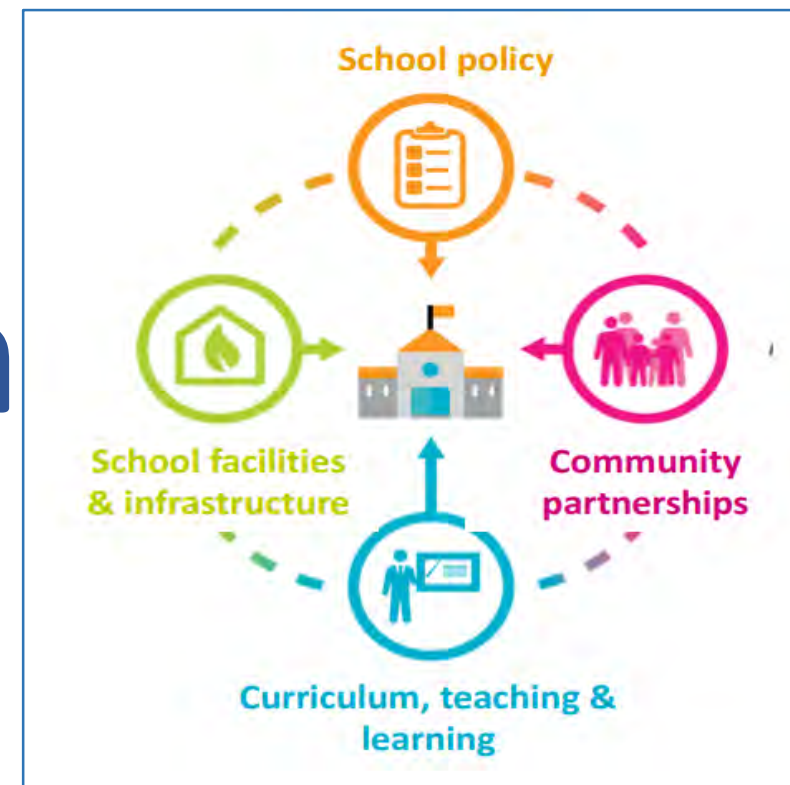 School policy
School facilities
& infrastructure
Community
partnerships
Curriculum, teaching &
learning